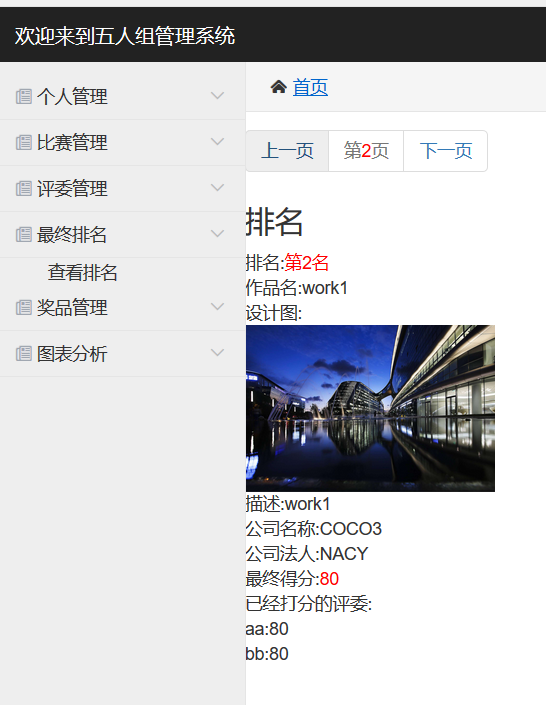 欢迎来到五人组管理系统
个人管理
比赛管理
评委管理
最终排名
查看排名
奖品管理
图表分析
首页
上一页 第2页 下一页
排名
排名:第2名
作品名:work1
设计图:
描述:work1
公司名称:COCO3
公司法人:NACY
最终得分:80
已经打分的评委:
aa:80
bb:80